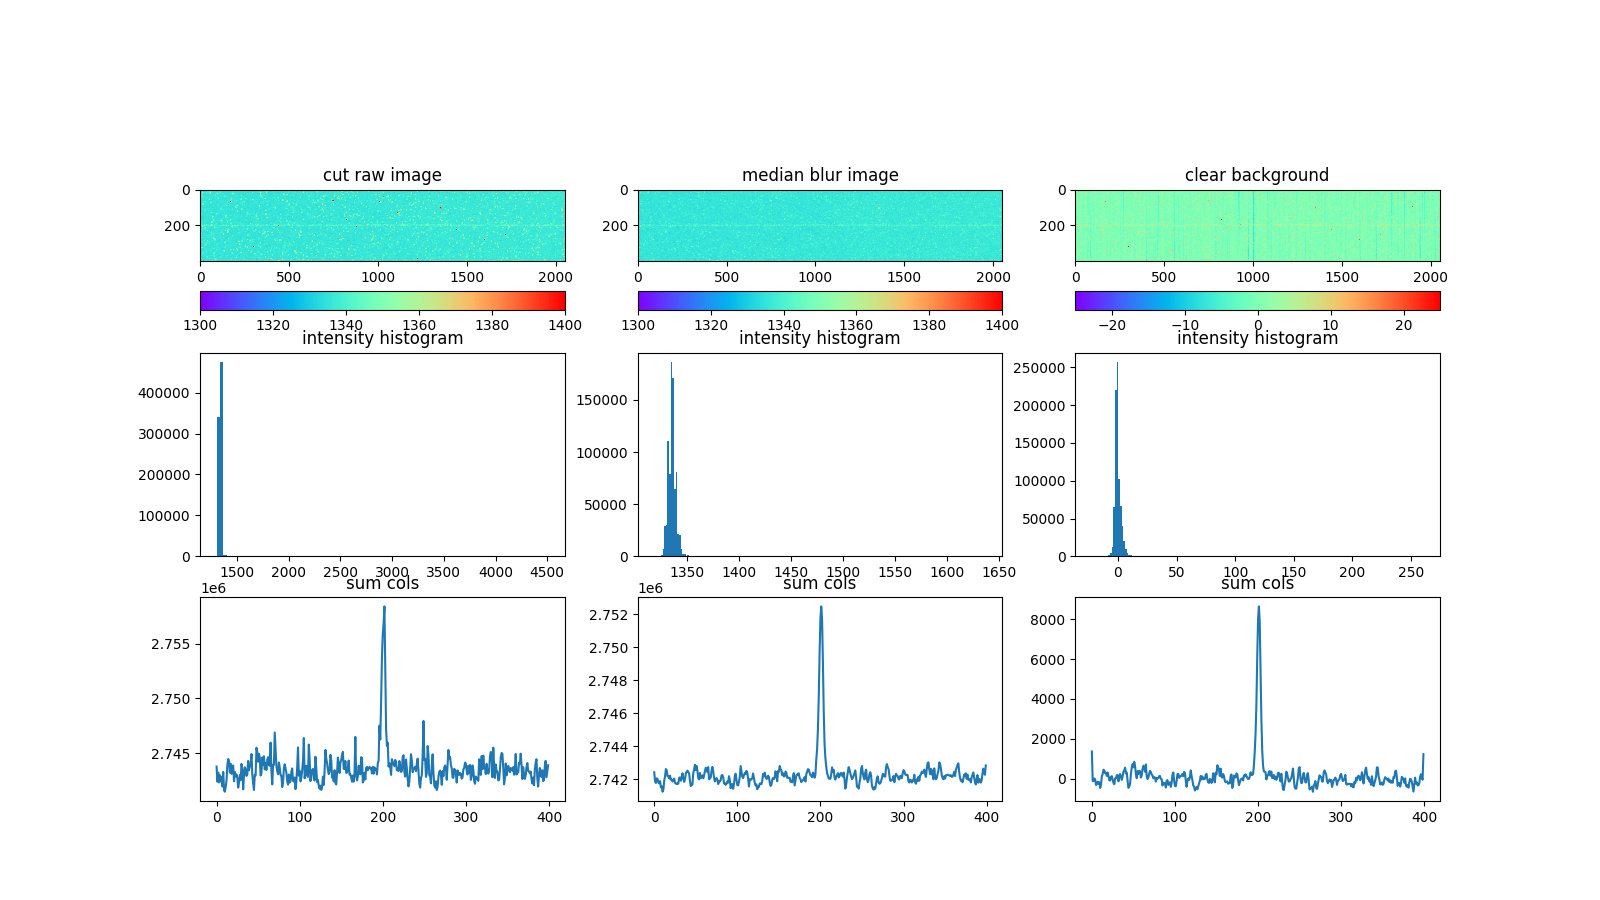 cut raw image median blur image clear background
0 0 0
200 200 200
0 500 1000 1500 2000 0 500 1000 1500 2000 0 500 1000 1500 2000
1300 1320 1340 1360 1380 1400 1300 1320 1340 1360 1380 1400 −20 −10 0 10 20
intensity histogram intensity histogram intensity histogram
400000 300000 200000 100000 0
150000 100000 50000 0
250000 200000 150000 100000 50000 0
1500 2000 2500 3000 3500 4000 4500 1350 1400 1450 1500 1550 1600 1650 0 50 100 150 200 250
1e6 sum cols 1e6 sum cols sum cols
2.755 2.750 2.745
2.752 2.750 2.748 2.746 2.744 2.742
8000 6000 4000 2000 0
0 100 200 300 400 0 100 200 300 400 0 100 200 300 400